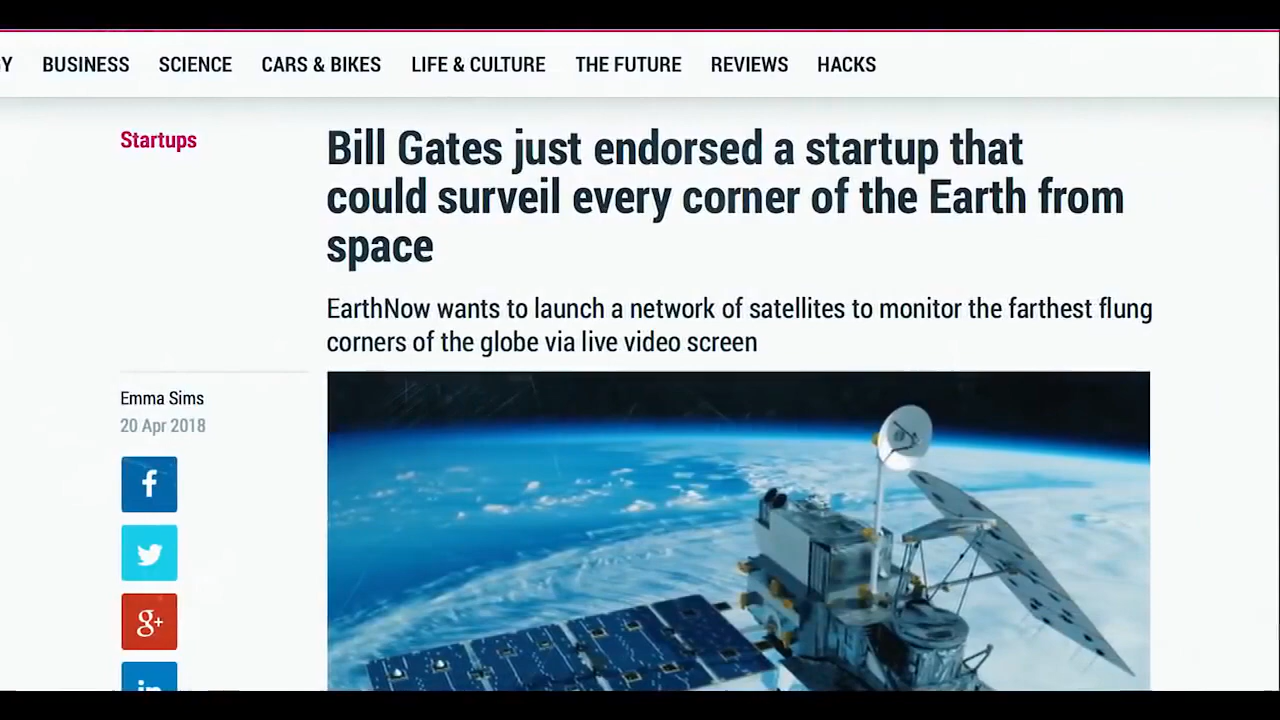 Y BUSINESS SCIENCE CARS & BIKES LIFE & CULTURE THE FUTURE REVIEWS HACKS
Startups
Bill Gates just endorsed a startup that
could surveil every corner of the Earth from
space
EarthNow wants to launch a network of satellites to monitor the farthest flung
corners of the globe via live video screen
Emma Sims
20 Apr 2018
f
g+
in